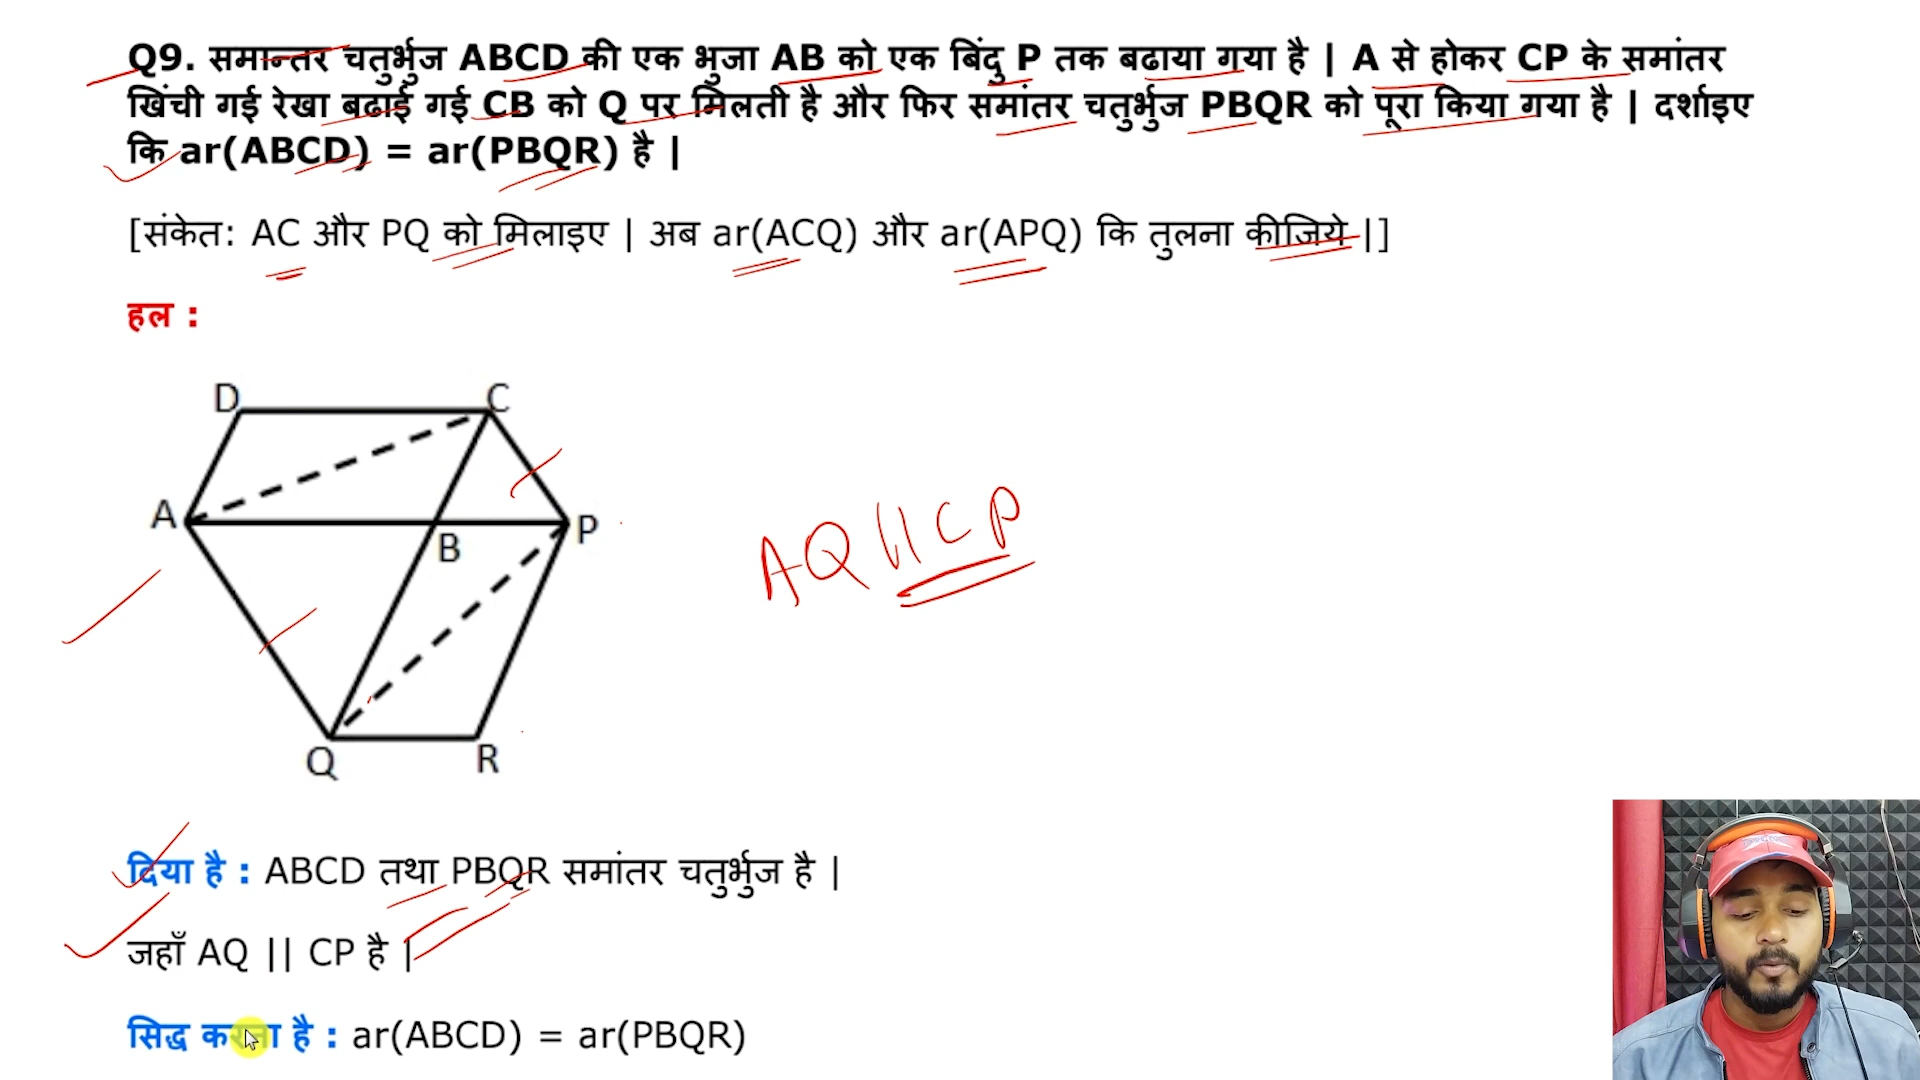 Q9. समान्तर चतुर्भुज ABCD की एक भुजा AB को एक बिंदु P तक बढाया गया है | A से होकर CP के समांतर
खिंची गई रेखा बढाई गई CB को Q पर मिलती है और फिर समांतर चतुर्भुज PBQR को पूरा किया गया है | दर्शाइए
कि ar(ABCD) = ar(PBQR) है |
[संकेत: AC और PQ को मिलाइए | अब ar(ACQ) और ar(APQ) कि तुलना कीजिये |]
हल :
D C
A B P
AQ || CP
Q R
दिया है : ABCD तथा PBQR समांतर चतुर्भुज है |
जहाँ AQ || CP है |
सिद्ध करना है : ar(ABCD) = ar(PBQR)